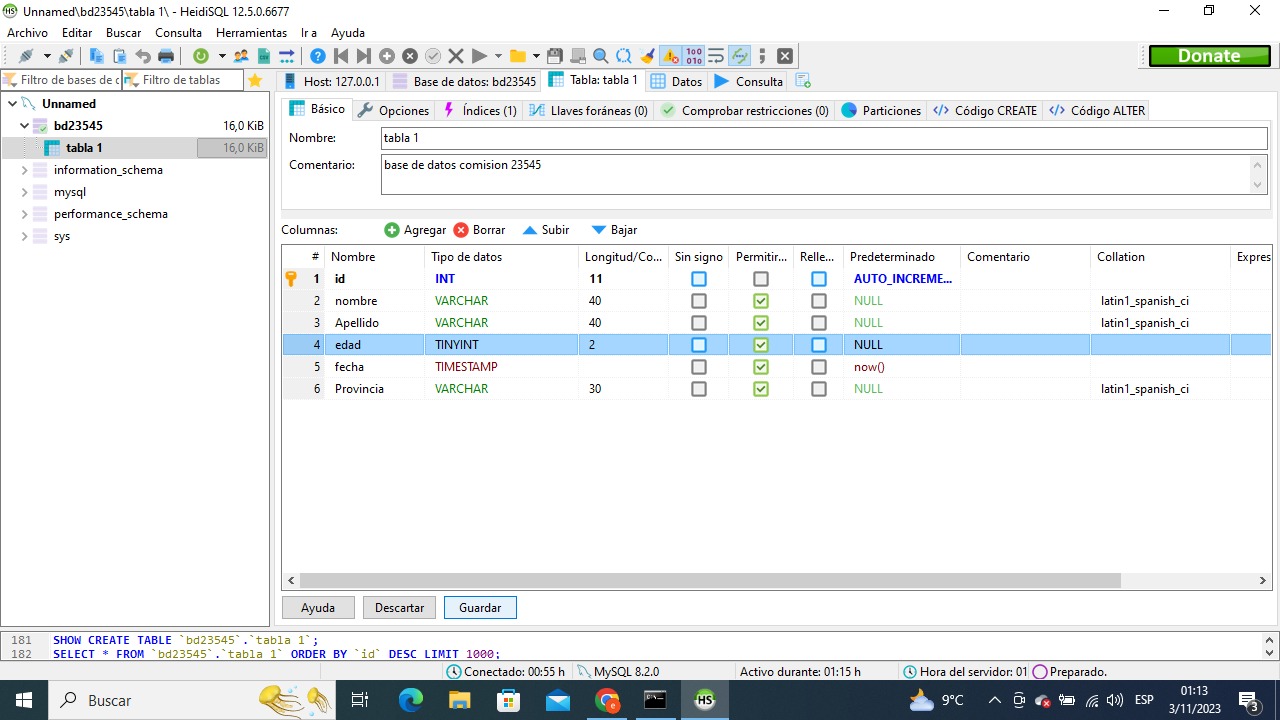 Unnamed\bd23545\tabla 1\ - HeidiSQL 12.5.0.6677
Archivo Editar Buscar Consulta Herramientas Ir a Ayuda
Donate
Filtro de bases de d Filtro de tablas
Host: 127.0.0.1 Base de datos: bd23545 Tabla: tabla 1 Datos Consulta
Unnamed
bd23545 16,0 KiB
tabla 1 16,0 KiB
information_schema
mysql
performance_schema
sys
Básico Opciones Índices (1) Llaves foráneas (0) Comprobar restricciones (0) Particiones Código CREATE Código ALTER
Nombre: tabla 1
Comentario: base de datos comision 23545
Columnas: Agregar Borrar Subir Bajar
# Nombre Tipo de datos Longitud/Co... Sin signo Permitir... Relle... Predeterminado Comentario Collation Expres
1 id INT 11 AUTO_INCREME...
2 nombre VARCHAR 40 NULL latin1_spanish_ci
3 Apellido VARCHAR 40 NULL latin1_spanish_ci
4 edad TINYINT 2 NULL
5 fecha TIMESTAMP now()
6 Provincia VARCHAR 30 NULL latin1_spanish_ci
Ayuda Descartar Guardar
181 SHOW CREATE TABLE `bd23545`.`tabla 1`;
182 SELECT * FROM `bd23545`.`tabla 1` ORDER BY `id` DESC LIMIT 1000;
Conectado: 00:55 h MySQL 8.2.0 Activo durante: 01:15 h Hora del servidor: 01 Preparado.
Buscar
HS
9°C
ESP
01:13
3/11/2023
3